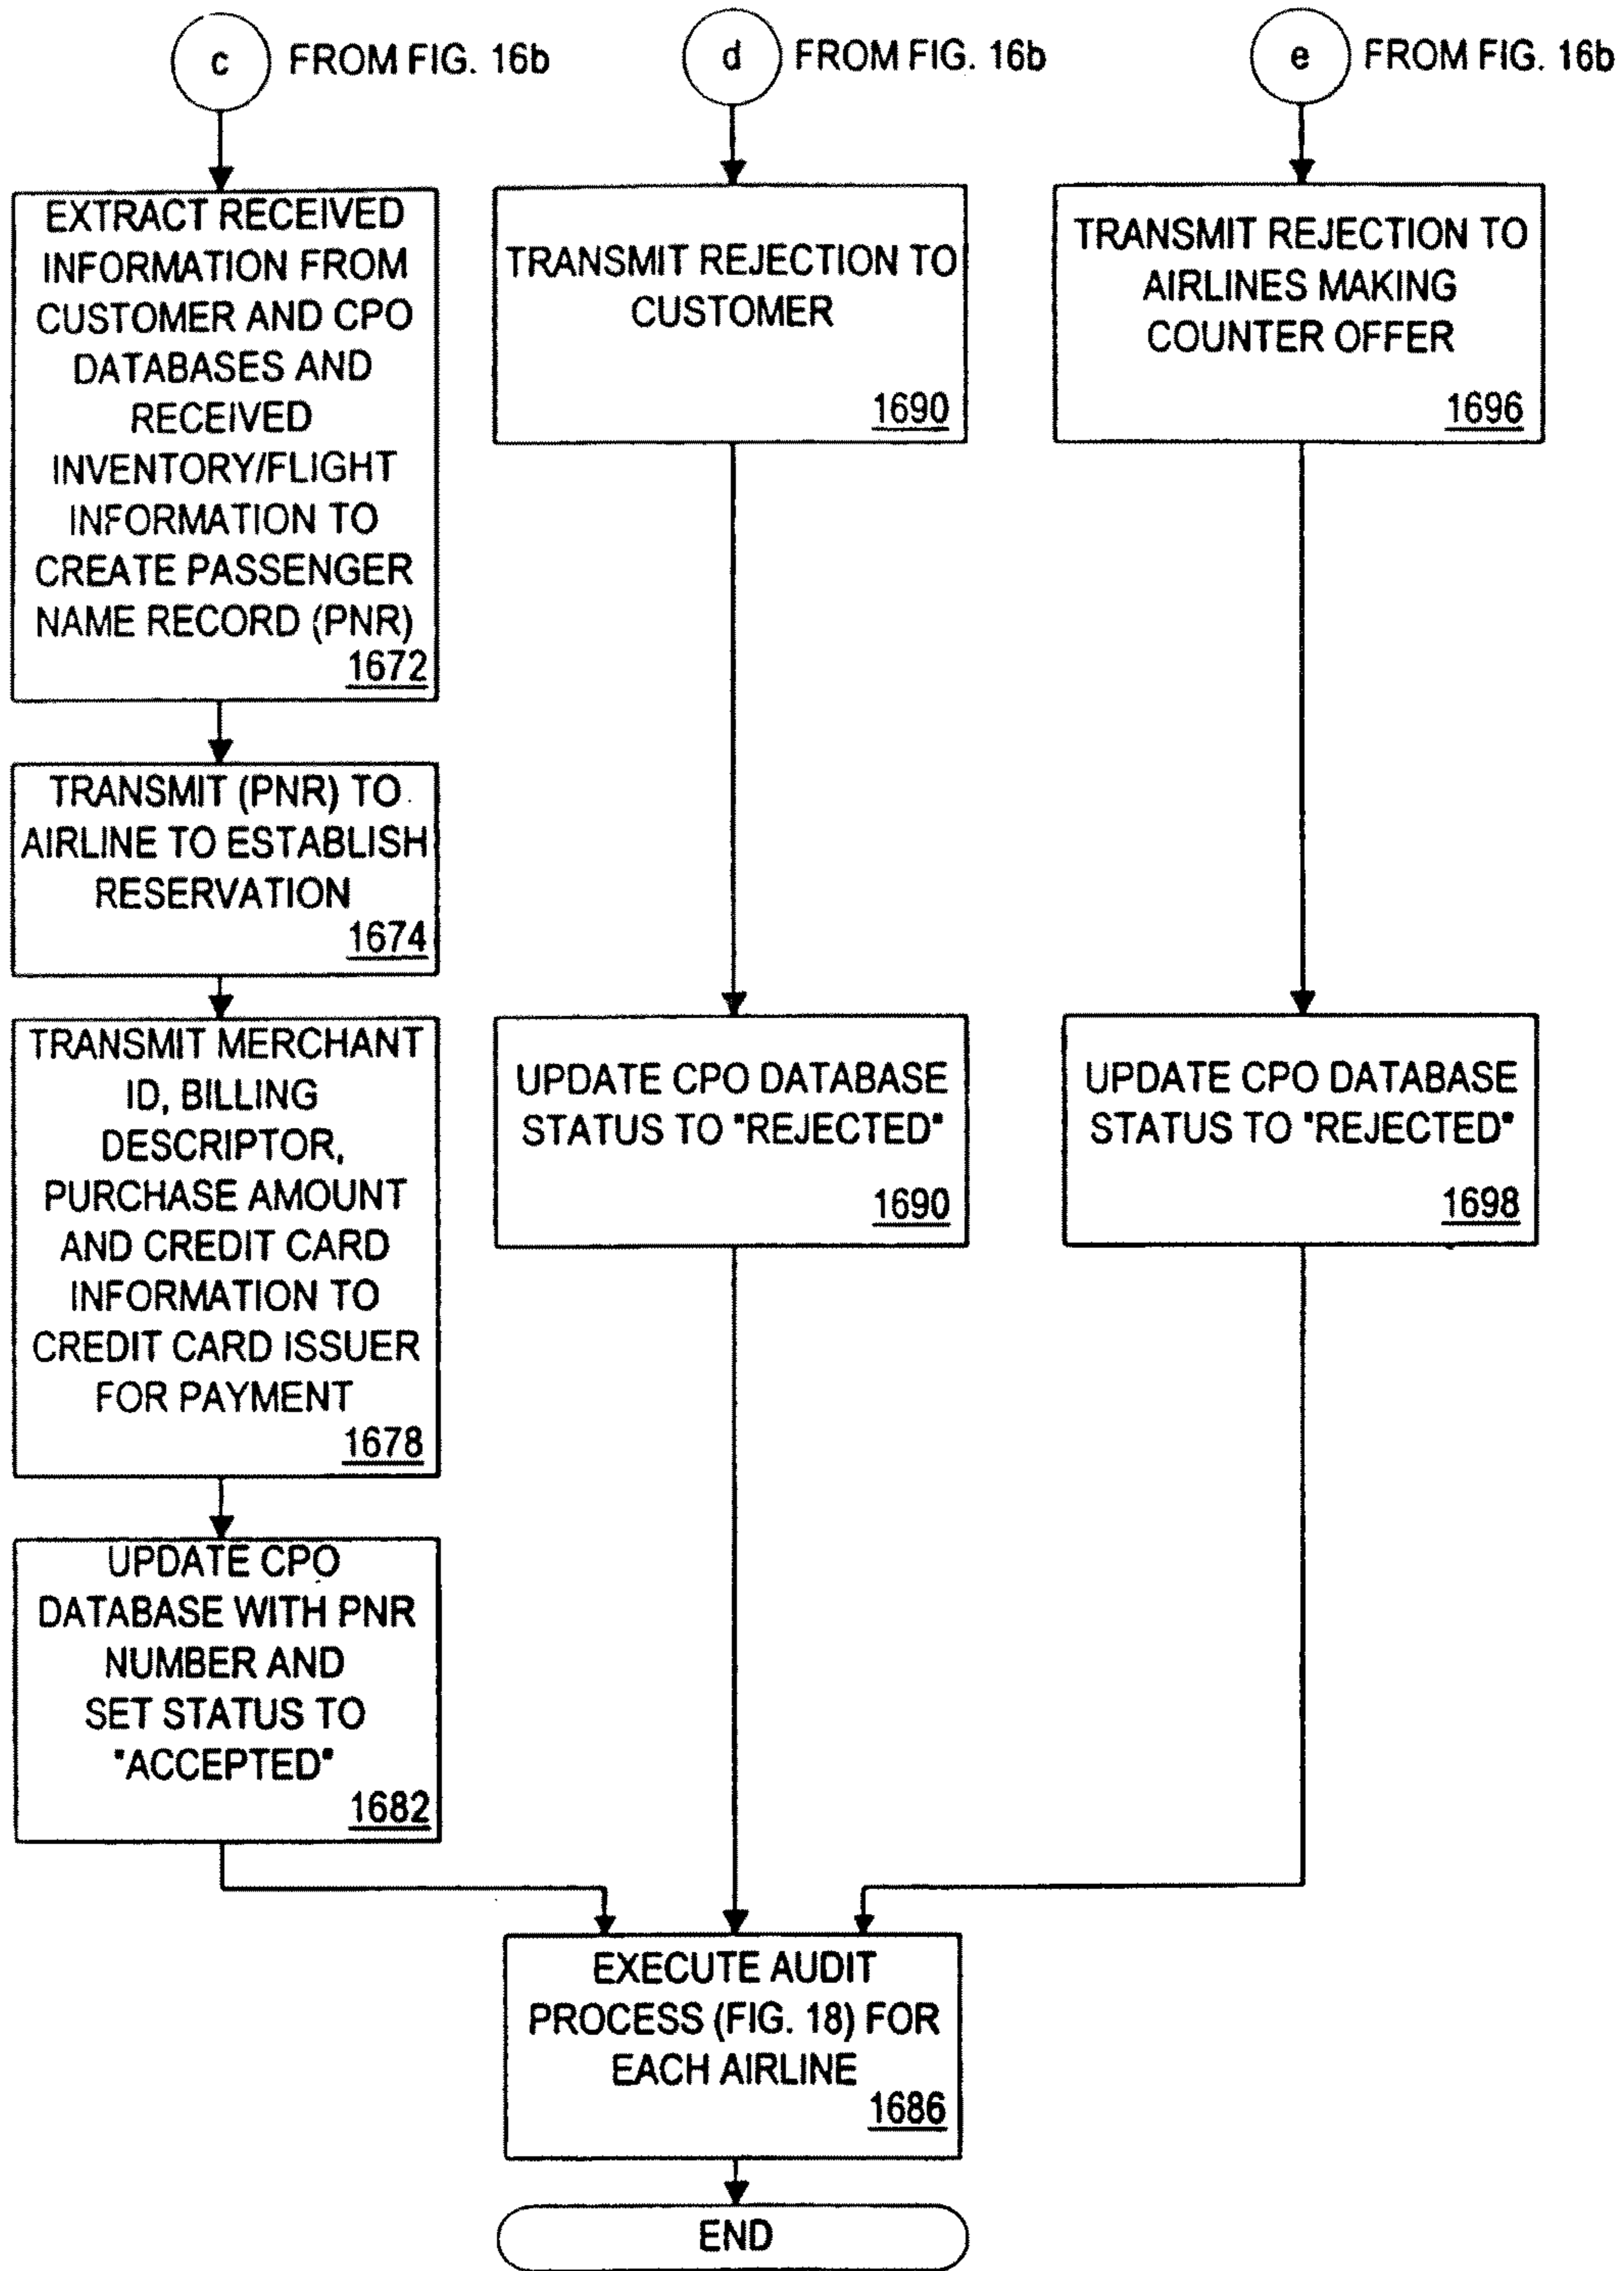 c FROM FIG. 16b
d FROM FIG. 16b
e FROM FIG. 16b
EXTRACT RECEIVED
INFORMATION FROM
CUSTOMER AND CPO
DATABASES AND
RECEIVED
INVENTORY/FLIGHT
INFORMATION TO
CREATE PASSENGER
NAME RECORD (PNR)
1672
TRANSMIT (PNR) TO
AIRLINE TO ESTABLISH
RESERVATION
1674
TRANSMIT MERCHANT
ID, BILLING
DESCRIPTOR,
PURCHASE AMOUNT
AND CREDIT CARD
INFORMATION TO
CREDIT CARD ISSUER
FOR PAYMENT
1678
UPDATE CPO
DATABASE WITH PNR
NUMBER AND
SET STATUS TO
"ACCEPTED"
1682
TRANSMIT REJECTION TO
CUSTOMER
1690
UPDATE CPO DATABASE
STATUS TO "REJECTED"
1690
TRANSMIT REJECTION TO
AIRLINES MAKING
COUNTER OFFER
1696
UPDATE CPO DATABASE
STATUS TO "REJECTED"
1698
EXECUTE AUDIT
PROCESS (FIG. 18) FOR
EACH AIRLINE
1686
END